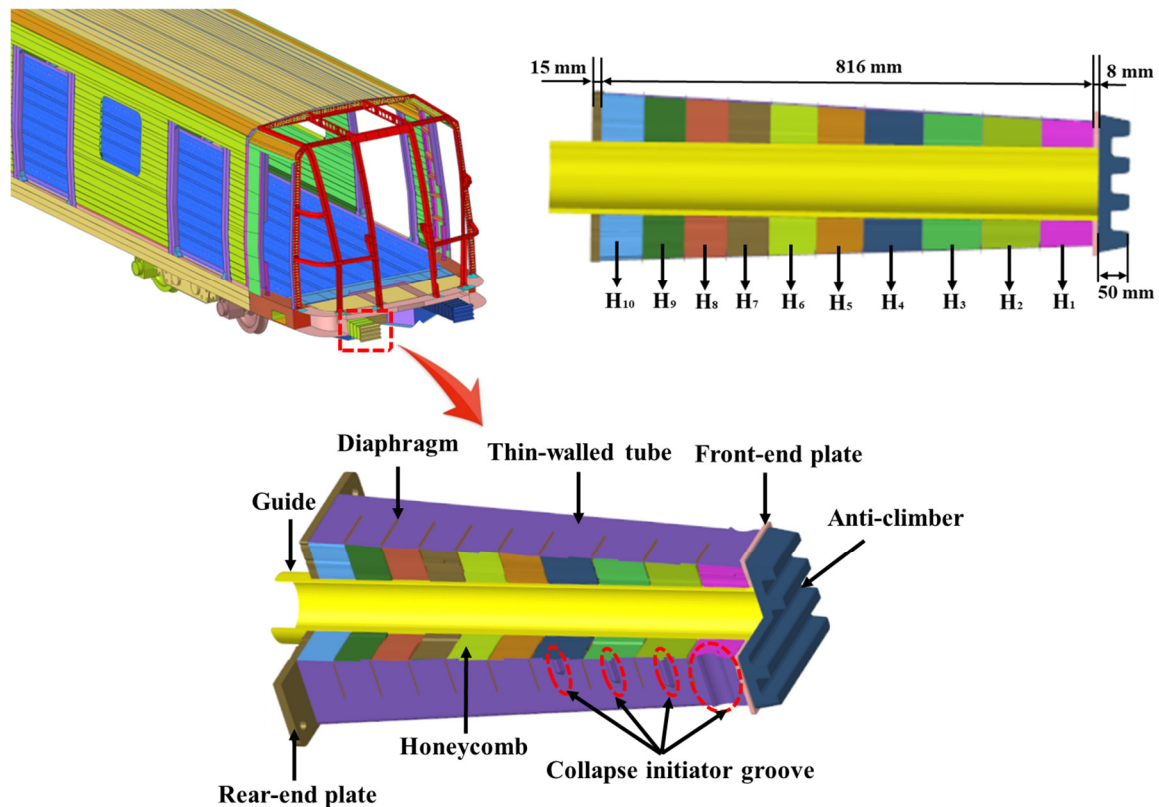 15 mm
816 mm
8 mm
H₁₀ H₉ H₈ H₇ H₆ H₅ H₄ H₃ H₂ H₁
50 mm
Diaphragm
Thin-walled tube
Front-end plate
Guide
Anti-climber
Honeycomb
Collapse initiator groove
Rear-end plate